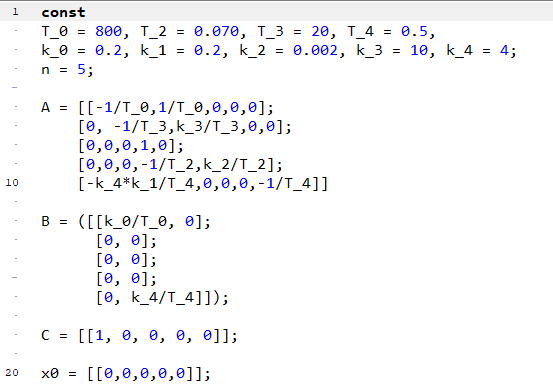 1 const
T_0 = 800, T_2 = 0.070, T_3 = 20, T_4 = 0.5,
k_0 = 0.2, k_1 = 0.2, k_2 = 0.002, k_3 = 10, k_4 = 4;
n = 5;
A = [[-1/T_0,1/T_0,0,0,0];
[0, -1/T_3,k_3/T_3,0,0];
[0,0,0,1,0];
[0,0,0,-1/T_2,k_2/T_2];
10 [-k_4*k_1/T_4,0,0,0,-1/T_4]]
B = ([[k_0/T_0, 0];
[0, 0];
[0, 0];
[0, 0];
[0, k_4/T_4]]);
C = [[1, 0, 0, 0, 0]];
20 x0 = [[0,0,0,0,0]];